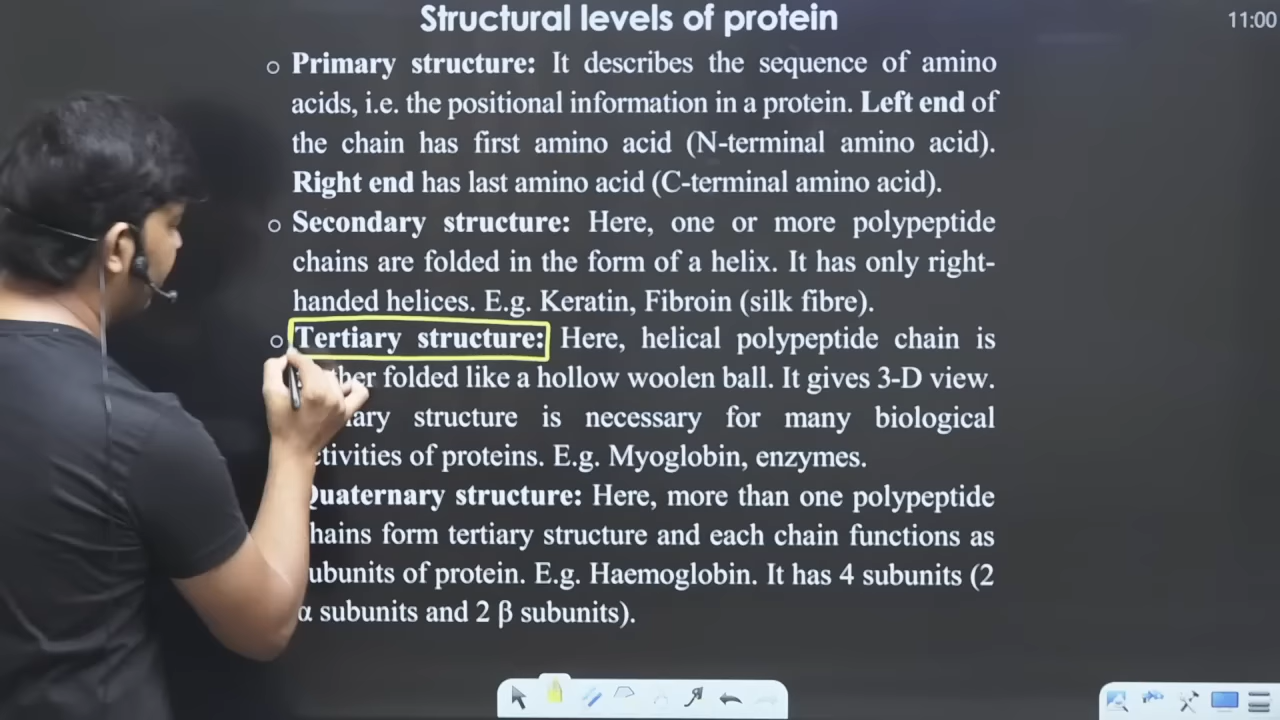 Structural levels of protein
11:00
○ Primary structure: It describes the sequence of amino
acids, i.e. the positional information in a protein. Left end of
the chain has first amino acid (N-terminal amino acid).
Right end has last amino acid (C-terminal amino acid).
○ Secondary structure: Here, one or more polypeptide
chains are folded in the form of a helix. It has only right-
handed helices. E.g. Keratin, Fibroin (silk fibre).
○ Tertiary structure: Here, helical polypeptide chain is
folded like a hollow woolen ball. It gives 3-D view.
structure is necessary for many biological
of proteins. E.g. Myoglobin, enzymes.
Quaternary structure: Here, more than one polypeptide
chains form tertiary structure and each chain functions as
subunits of protein. E.g. Haemoglobin. It has 4 subunits (2
α subunits and 2 β subunits).